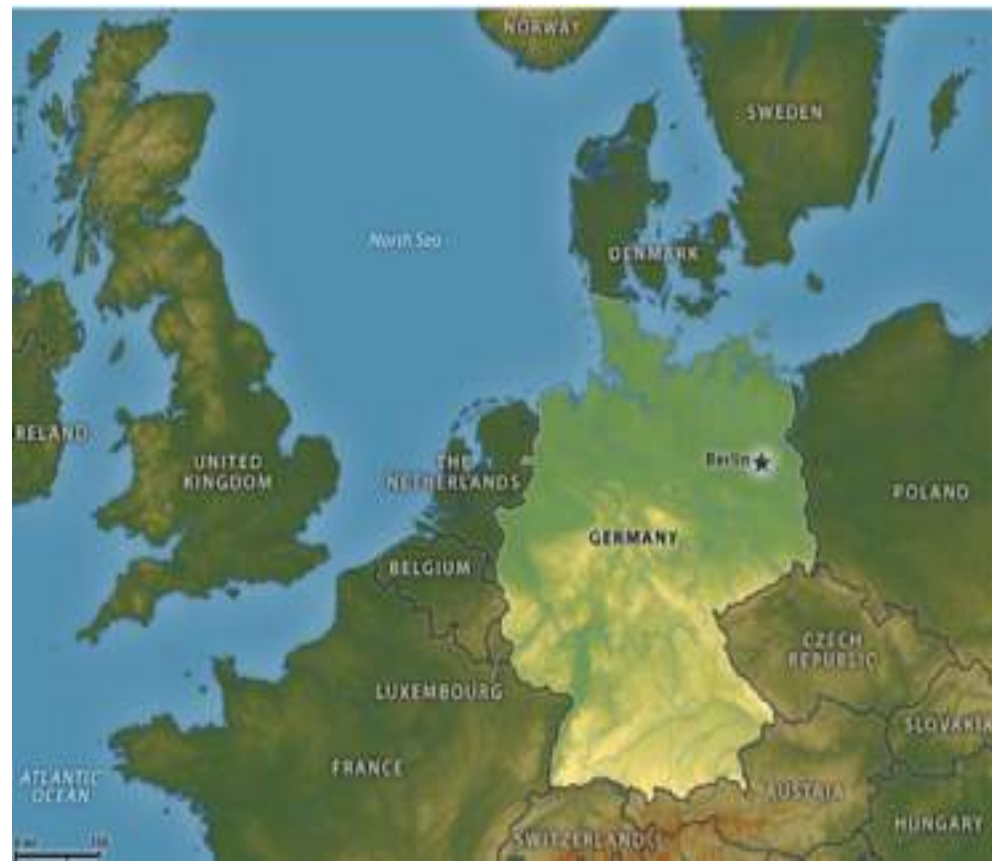 NORWAY
SWEDEN
North Sea
DENMARK
RELAND
UNITED
KINGDOM
THE
NETHERLANDS
Berlin
POLAND
GERMANY
BELGIUM
CZECH
REPUBLIC
LUXEMBOURG
SLOVAKIA
FRANCE
ATLANTIC
OCEAN
AUSTRIA
HUNGARY
SWITZERLAND